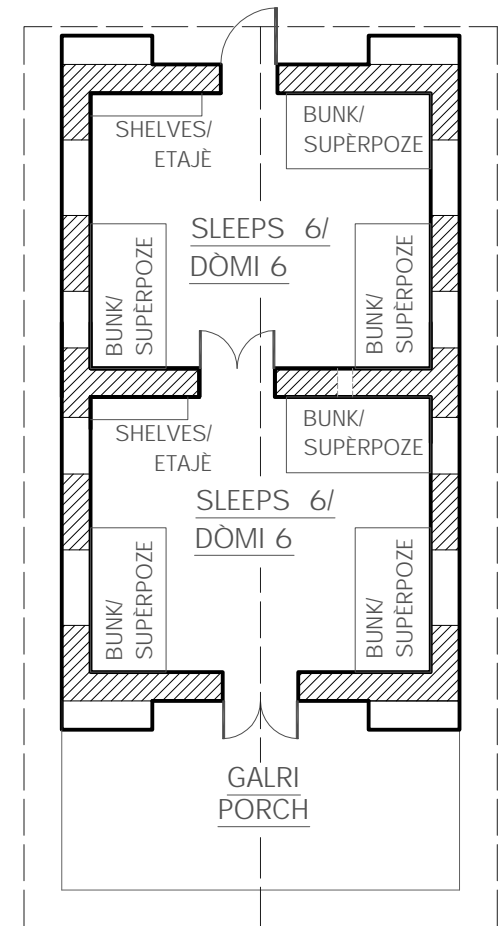 SHELVES/
ETAJÈ
BUNK/
SUPÈRPOZE
SLEEPS 6/
DÒMI 6
BUNK/
SUPÈRPOZE
BUNK/
SUPÈRPOZE
SHELVES/
ETAJÈ
BUNK/
SUPÈRPOZE
SLEEPS 6/
DÒMI 6
BUNK/
SUPÈRPOZE
BUNK/
SUPÈRPOZE
GALRI
PORCH